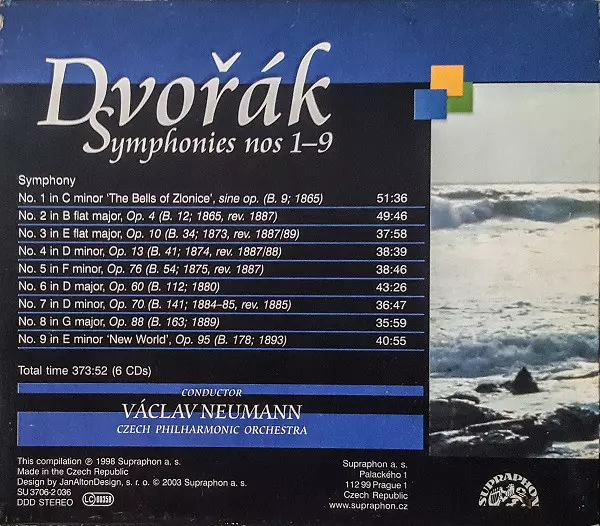 Dvořák
Symphonies nos 1–9
Symphony
No. 1 in C minor ‘The Bells of Zlonice’, sine op. (B. 9; 1865) 51:36
No. 2 in B flat major, Op. 4 (B. 12; 1865, rev. 1887) 49:46
No. 3 in E flat major, Op. 10 (B. 34; 1873, rev. 1887/89) 37:58
No. 4 in D minor, Op. 13 (B. 41; 1874, rev. 1887/88) 38:39
No. 5 in F minor, Op. 76 (B. 54; 1875, rev. 1887) 38:46
No. 6 in D major, Op. 60 (B. 112; 1880) 43:26
No. 7 in D minor, Op. 70 (B. 141; 1884–85, rev. 1885) 36:47
No. 8 in G major, Op. 88 (B. 163; 1889) 35:59
No. 9 in E minor ‘New World’, Op. 95 (B. 178; 1893) 40:55
Total time 373:52 (6 CDs)
CONDUCTOR
VÁCLAV NEUMANN
CZECH PHILHARMONIC ORCHESTRA
This compilation ℗ 1998 Supraphon a. s.
Made in the Czech Republic
Design by JanAltonDesign, s. r. o. © 2003 Supraphon a. s.
SU 3706-2 036
DDD STEREO
LC 00358
Supraphon a. s.
Palackého 1
112 99 Prague 1
Czech Republic
www.supraphon.cz
SUPRAPHON